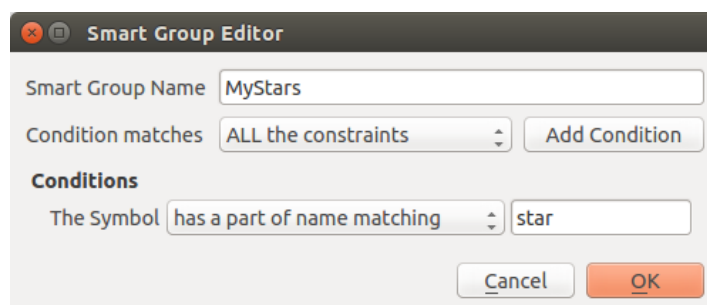 Smart Group Editor
Smart Group Name MyStars
Condition matches ALL the constraints Add Condition
Conditions
The Symbol has a part of name matching star
Cancel OK